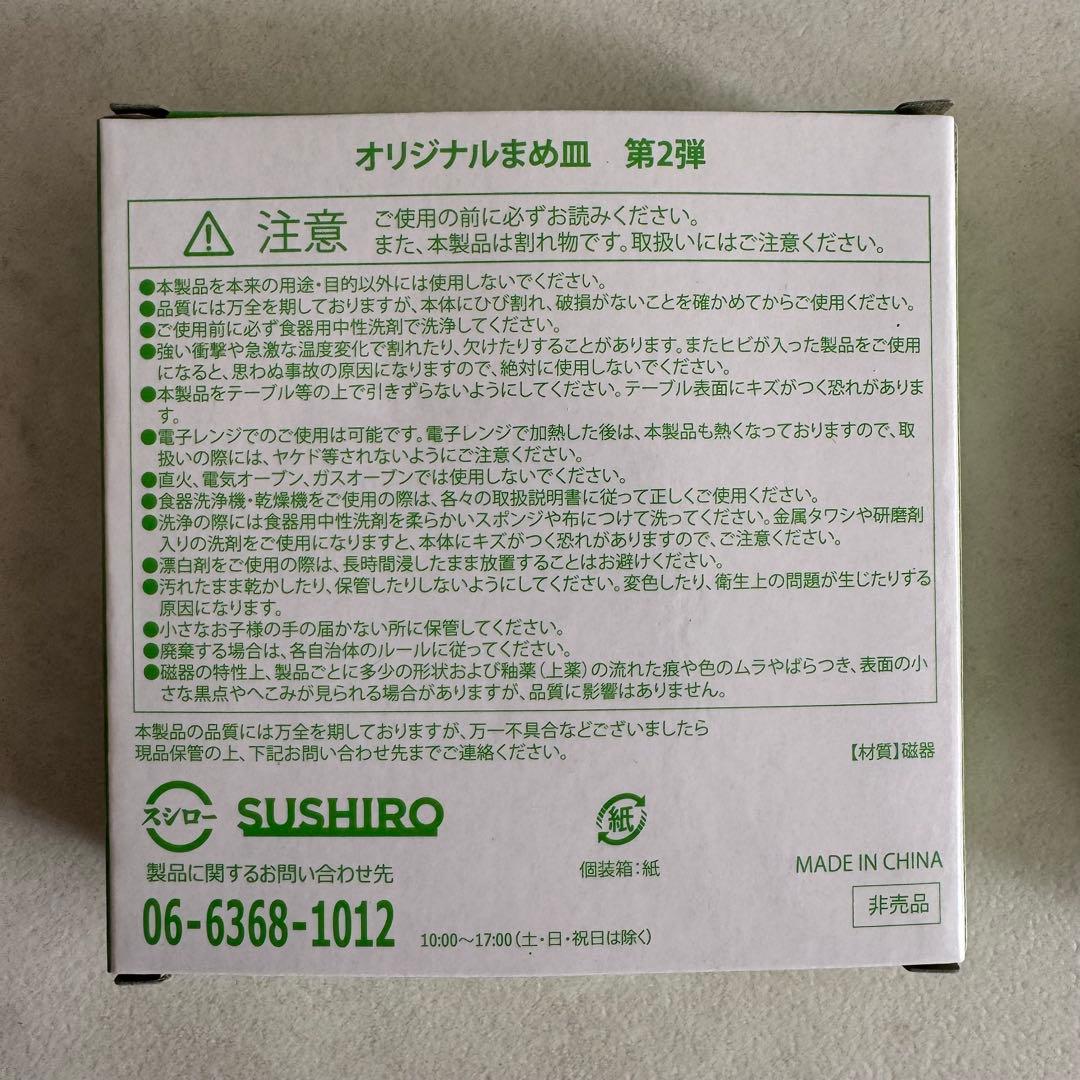 オリジナルまめ皿　第2弾
注意
ご使用の前に必ずお読みください。
また、本製品は割れ物です。取扱いにはご注意ください。
●本製品を本来の用途・目的以外には使用しないでください。
●品質には万全を期しておりますが、本体にひび割れ、破損がないことを確かめてからご使用ください。
●ご使用前に必ず食器用中性洗剤で洗浄してください。
●強い衝撃や急激な温度変化で割れたり、欠けたりすることがあります。またヒビが入った製品をご使用
になると、思わぬ事故の原因になりますので、絶対に使用しないでください。
●本製品をテーブル等の上で引きずらないようにしてください。テーブル表面にキズがつく恐れがありま
す。
●電子レンジでのご使用は可能です。電子レンジで加熱した後は、本製品も熱くなっておりますので、取
扱いの際には、ヤケド等されないようにご注意ください。
●直火、電気オーブン、ガスオーブンでは使用しないでください。
●食器洗浄機・乾燥機をご使用の際は、各々の取扱説明書に従って正しくご使用ください。
●洗浄の際には食器用中性洗剤を柔らかいスポンジや布につけて洗ってください。金属タワシや研磨剤
入りの洗剤をご使用になりますと、本体にキズがつく恐れがありますので、ご注意ください。
●漂白剤をご使用の際は、長時間浸したまま放置することはお避けください。
●汚れたまま乾かしたり、保管したりしないようにしてください。変色したり、衛生上の問題が生じたりする
原因になります。
●小さなお子様の手の届かない所に保管してください。
●廃棄する場合は、各自治体のルールに従ってください。
●磁器の特性上、製品ごとに多少の形状および釉薬（上薬）の流れた痕や色のムラやばらつき、表面の小
さな黒点やへこみが見られる場合がありますが、品質に影響はありません。
本製品の品質には万全を期しておりますが、万一不具合などございましたら
現品保管の上、下記お問い合わせ先までご連絡ください。
【材質】磁器
スシロー SUSHIRO
紙
個装箱：紙
MADE IN CHINA
非売品
製品に関するお問い合わせ先
06-6368-1012
10:00～17:00（土・日・祝日は除く）